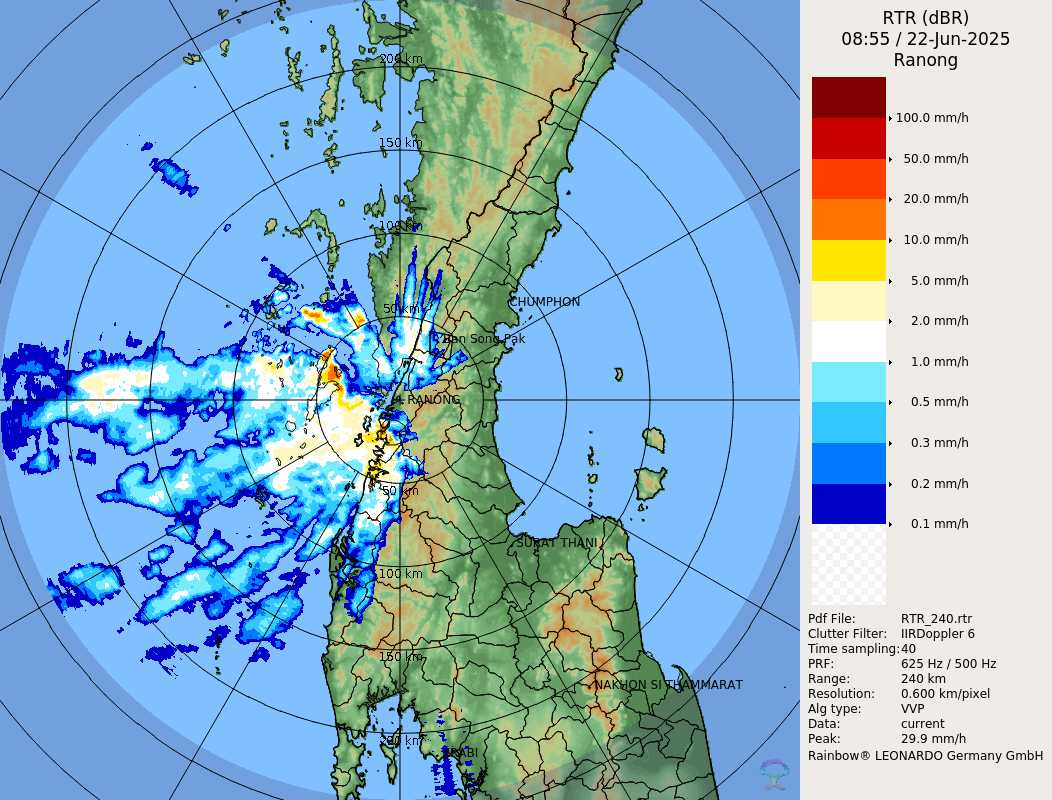 200 km
150 km
100 km
CHUMPHON
50 km
Ban Song Pak
RANONG
50 km
SURAT THANI
100 km
150 km
NAKHON SI THAMMARAT
200 km
KRABI
RTR (dBR)
08:55 / 22-Jun-2025
Ranong
100.0 mm/h
50.0 mm/h
20.0 mm/h
10.0 mm/h
5.0 mm/h
2.0 mm/h
1.0 mm/h
0.5 mm/h
0.3 mm/h
0.2 mm/h
0.1 mm/h
Pdf File: RTR_240.rtr
Clutter Filter: IIRDoppler 6
Time sampling:40
PRF: 625 Hz / 500 Hz
Range: 240 km
Resolution: 0.600 km/pixel
Alg type: VVP
Data: current
Peak: 29.9 mm/h
Rainbow® LEONARDO Germany GmbH